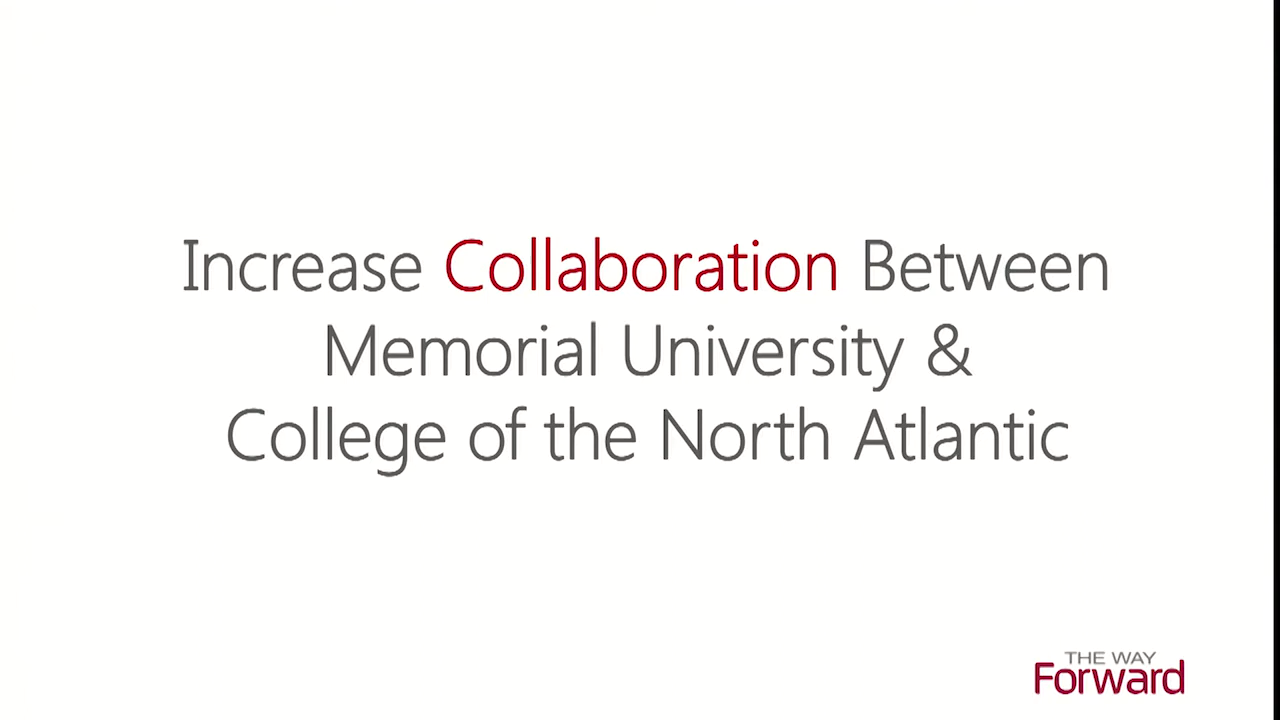 Increase Collaboration Between
Memorial University &
College of the North Atlantic
THE WAY
Forward